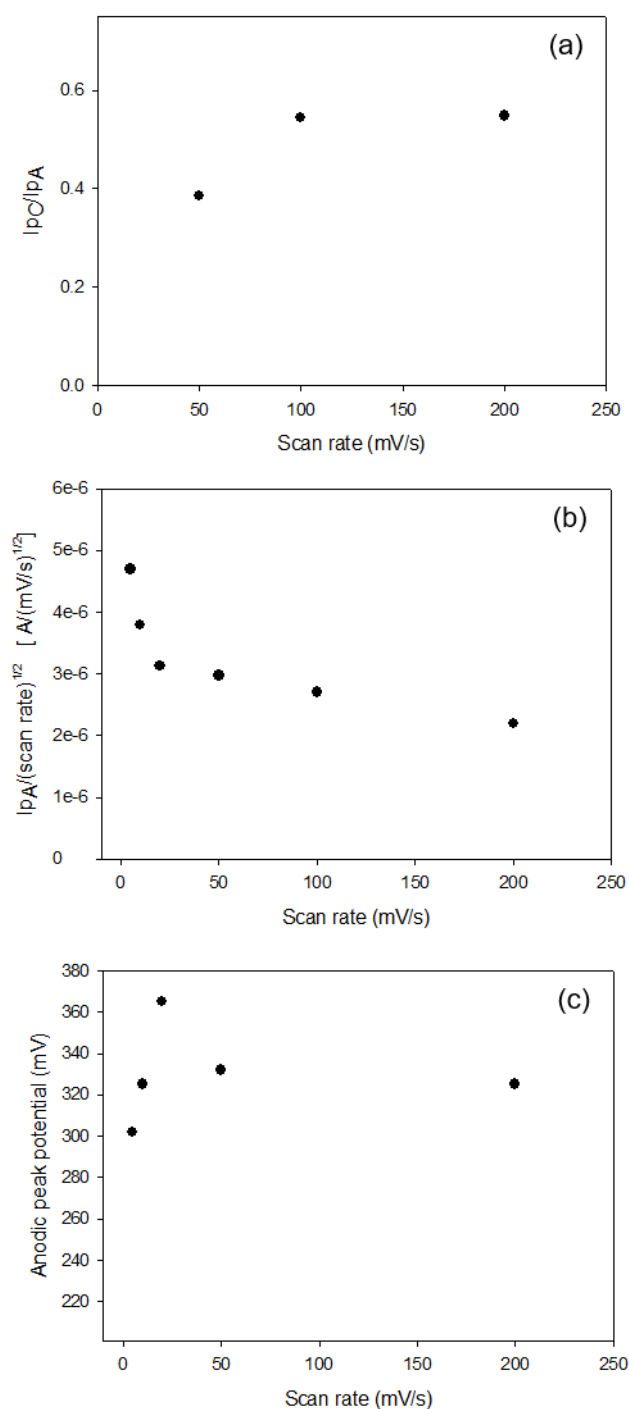 (a)
IpC/IpA
0.6
0.4
0.2
0.0
0 50 100 150 200 250
Scan rate (mV/s)
(b)
IpA/(scan rate)^1/2 [ A/(mV/s)^1/2]
6e-6
5e-6
4e-6
3e-6
2e-6
1e-6
0
0 50 100 150 200 250
Scan rate (mV/s)
(c)
Anodic peak potential (mV)
380
360
340
320
300
280
260
240
220
0 50 100 150 200 250
Scan rate (mV/s)